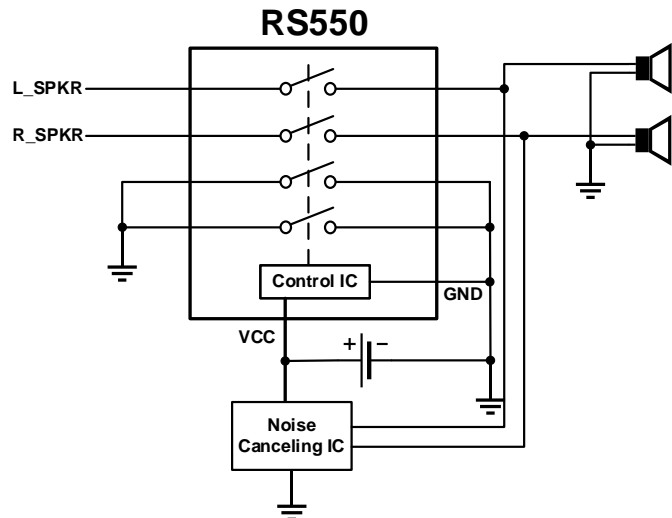 RS550
L_SPKR
R_SPKR
Control IC
GND
VCC
+ −
Noise
Canceling IC